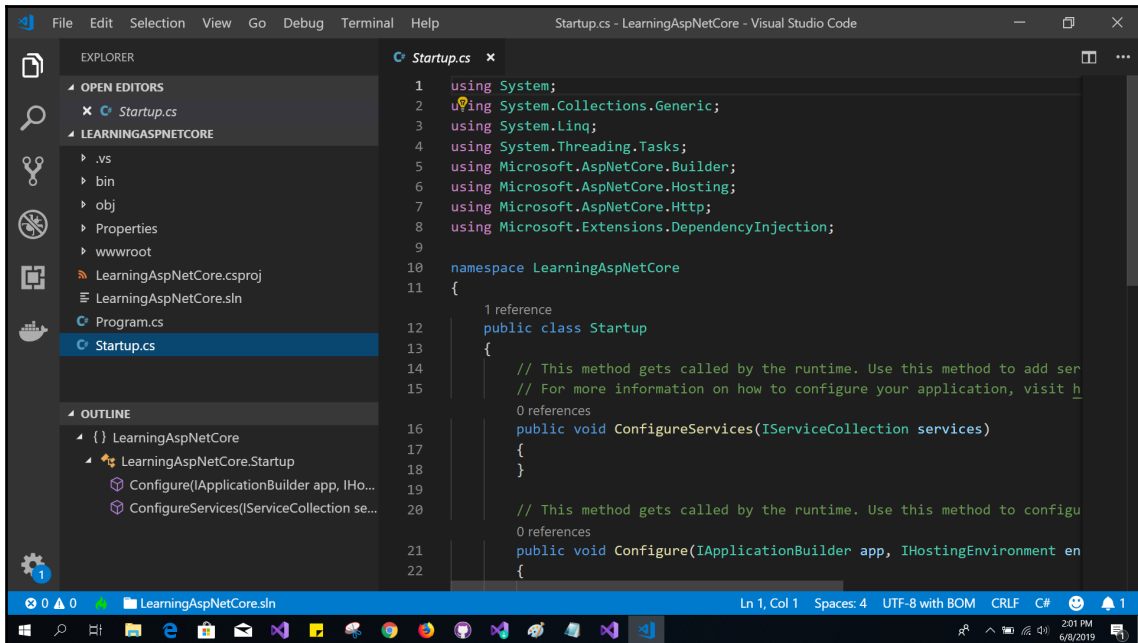 File Edit Selection View Go Debug Terminal Help Startup.cs - LearningAspNetCore - Visual Studio Code
EXPLORER
OPEN EDITORS
Startup.cs
LEARNINGASPNETCORE
.vs
bin
obj
Properties
wwwroot
LearningAspNetCore.csproj
LearningAspNetCore.sln
Program.cs
Startup.cs
OUTLINE
{ } LearningAspNetCore
LearningAspNetCore.Startup
Configure(IApplicationBuilder app, IHo...
ConfigureServices(IServiceCollection se...
Startup.cs
1 using System;
2 using System.Collections.Generic;
3 using System.Linq;
4 using System.Threading.Tasks;
5 using Microsoft.AspNetCore.Builder;
6 using Microsoft.AspNetCore.Hosting;
7 using Microsoft.AspNetCore.Http;
8 using Microsoft.Extensions.DependencyInjection;
9
10 namespace LearningAspNetCore
11 {
1 reference
12 public class Startup
13 {
14 // This method gets called by the runtime. Use this method to add ser
15 // For more information on how to configure your application, visit h
0 references
16 public void ConfigureServices(IServiceCollection services)
17 {
18 }
19
20 // This method gets called by the runtime. Use this method to configu
0 references
21 public void Configure(IApplicationBuilder app, IHostingEnvironment en
22 {
1
0 0 LearningAspNetCore.sln Ln 1, Col 1 Spaces: 4 UTF-8 with BOM CRLF C# 1
2:01 PM
6/8/2019